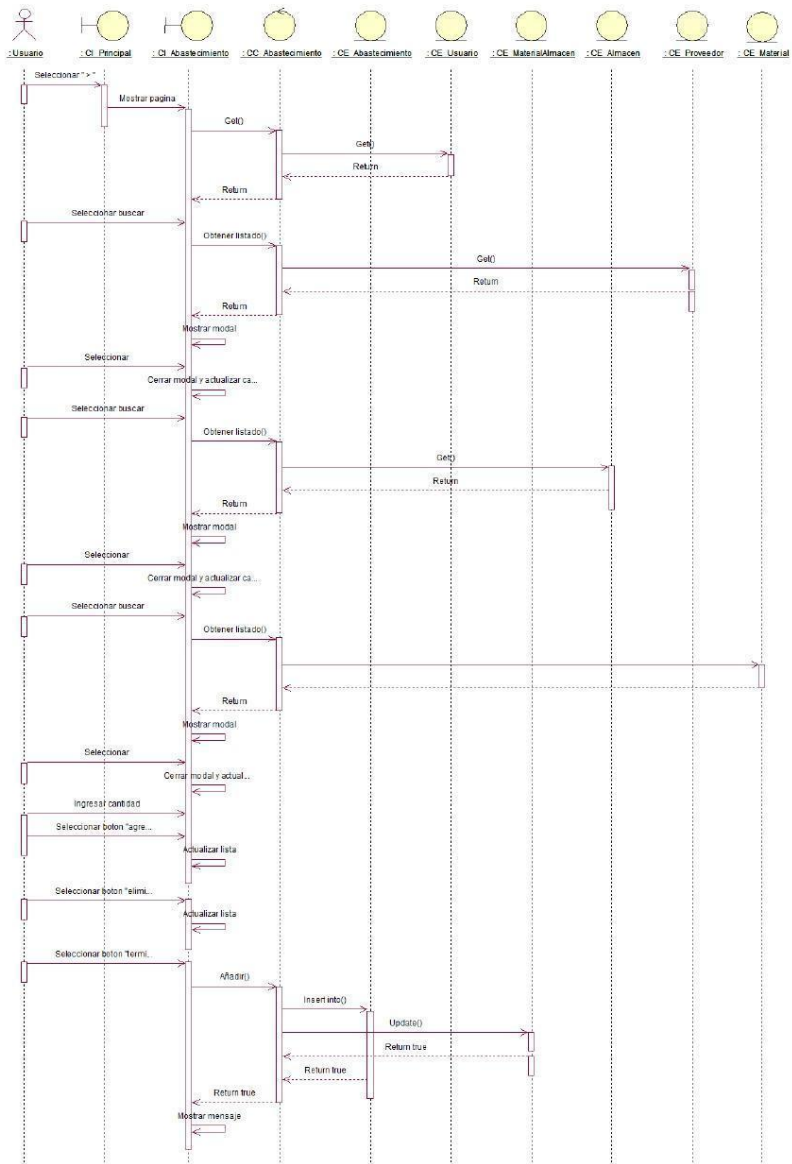 : Usuario
: CI_Principal
: CI_Abastecimiento
: CC_Abastecimiento
: CE_Abastecimiento
: CE_Usuario
: CE_MaterialAlmacen
: CE_Almacen
: CE_Proveedor
: CE_Material
Seleccionar " > "
Mostrar pagina
Get()
Get()
Return
Return
Seleccionar buscar
Obtener listado()
Get()
Return
Return
Mostrar modal
Seleccionar
Cerrar modal y actualizar ca...
Seleccionar buscar
Obtener listado()
Get()
Return
Return
Mostrar modal
Seleccionar
Cerrar modal y actualizar ca...
Seleccionar buscar
Obtener listado()
Return
Mostrar modal
Seleccionar
Cerrar modal y actual...
Ingresar cantidad
Seleccionar boton "agre...
Actualizar lista
Seleccionar boton "elimi...
Actualizar lista
Seleccionar boton "termi...
Añadir()
Insert into()
Update()
Return true
Return true
Return true
Mostrar mensaje